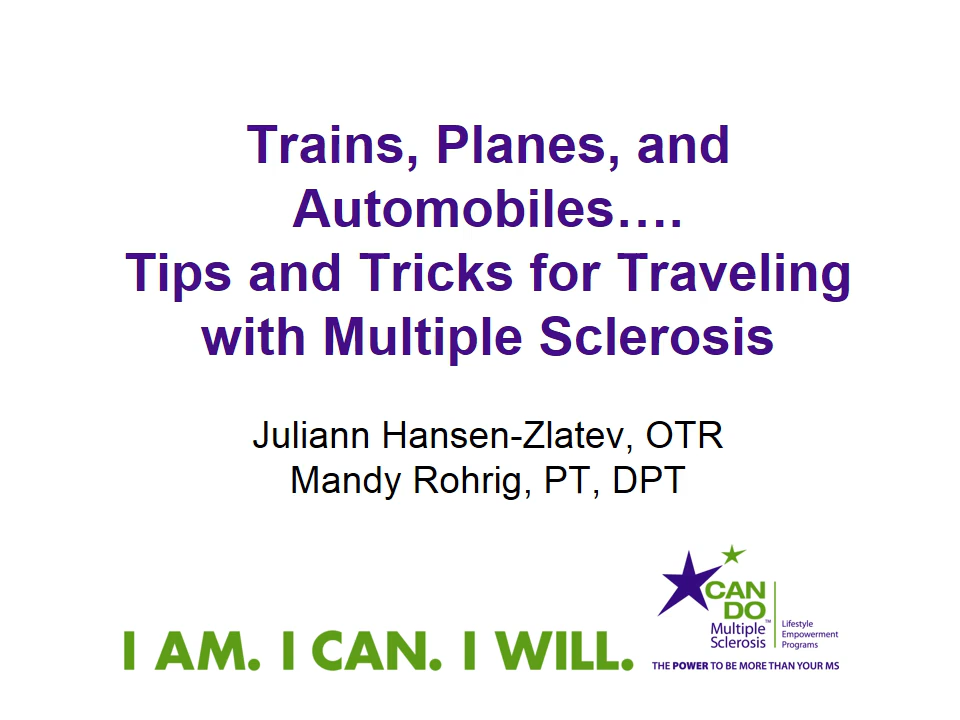 Trains, Planes, and
Automobiles….
Tips and Tricks for Traveling
with Multiple Sclerosis
Juliann Hansen-Zlatev, OTR
Mandy Rohrig, PT, DPT
I AM. I CAN. I WILL.
CAN
DO
Multiple™
Sclerosis
Lifestyle
Empowerment
Programs
THE POWER TO BE MORE THAN YOUR MS